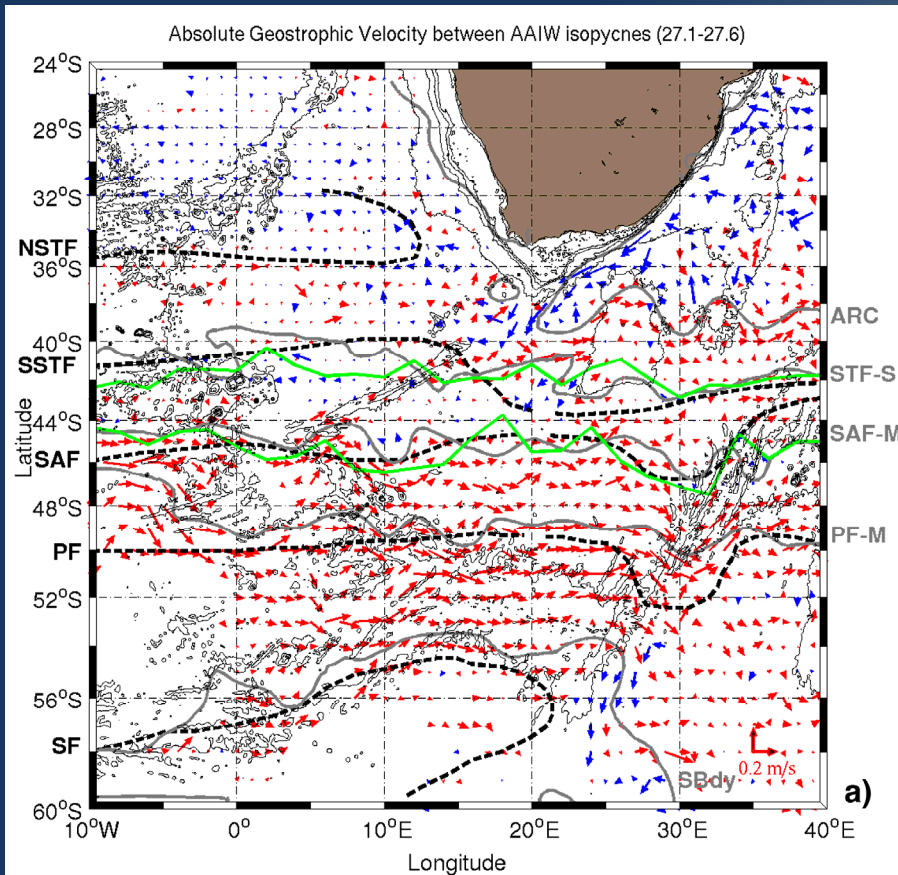 Absolute Geostrophic Velocity between AAIW isopycnes (27.1-27.6)
24°S
28°S
32°S
NSTF
36°S
ARC
40°S
SSTF
STF-S
44°S
Latitude
SAF-M
SAF
48°S
PF-M
PF
52°S
56°S
SF
0.2 m/s
SBdy
a)
60°S
10°W
0°
10°E
20°E
30°E
40°E
Longitude